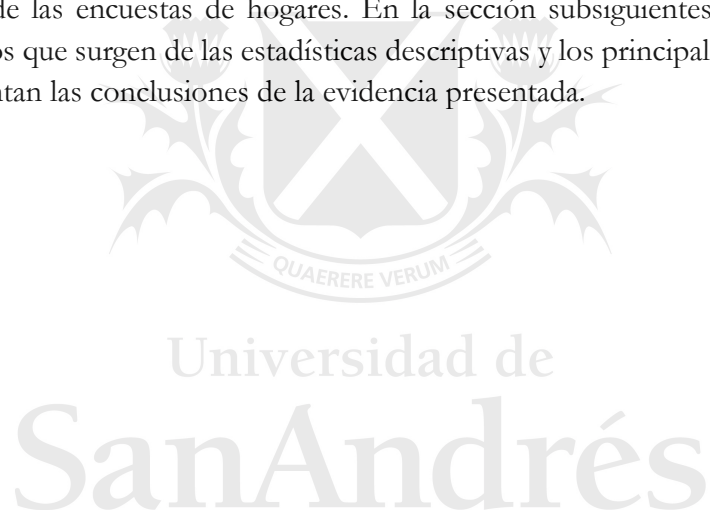 de las encuestas de hogares. En la sección subsiguientes
os que surgen de las estadísticas descriptivas y los principal
ntan las conclusiones de la evidencia presentada.
QUAERERE VERUM
Universidad de
SanAndrés